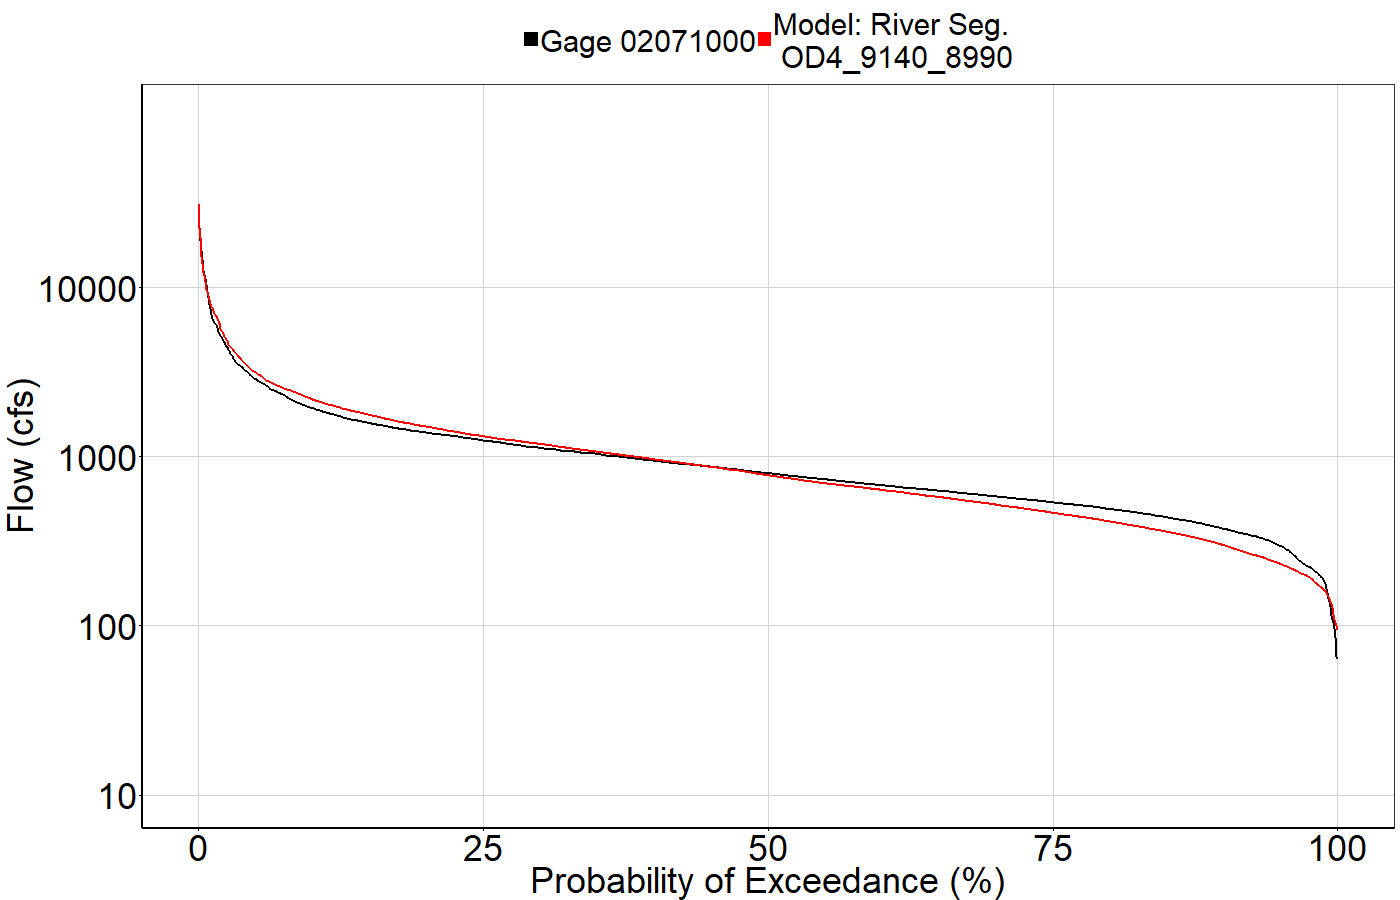 Gage 02071000
Model: River Seg.
OD4_9140_8990
Flow (cfs)
10000
1000
100
10
0 25 50 75 100
Probability of Exceedance (%)